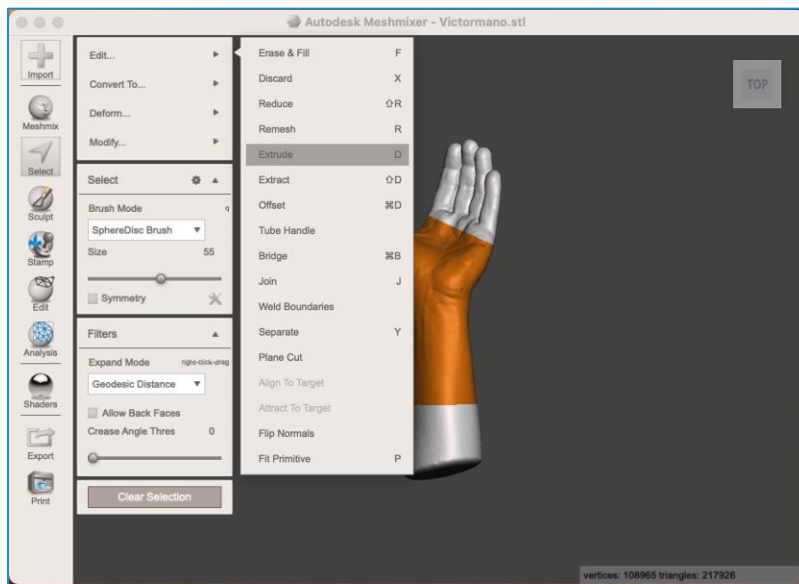 Autodesk Meshmixer - Victormano.stl
Import
Meshmix
Select
Sculpt
Stamp
Edit
Analysis
Shaders
Export
Print
Edit...
Convert To...
Deform...
Modify...
Select
Brush Mode q
SphereDisc Brush
Size 55
Symmetry
Filters
Expand Mode right-click-drag
Geodesic Distance
Allow Back Faces
Crease Angle Thres 0
Clear Selection
Erase & Fill F
Discard X
Reduce ⇧R
Remesh R
Extrude D
Extract ⇧D
Offset ⌘D
Tube Handle
Bridge ⌘B
Join J
Weld Boundaries
Separate Y
Plane Cut
Align To Target
Attract To Target
Flip Normals
Fit Primitive P
TOP
vertices: 108965 triangles: 217926